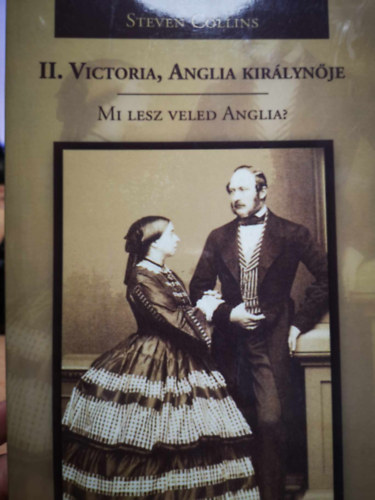 STEVEN COLLINS
II. VICTORIA, ANGLIA KIRÁLYNŐJE
MI LESZ VELED ANGLIA?